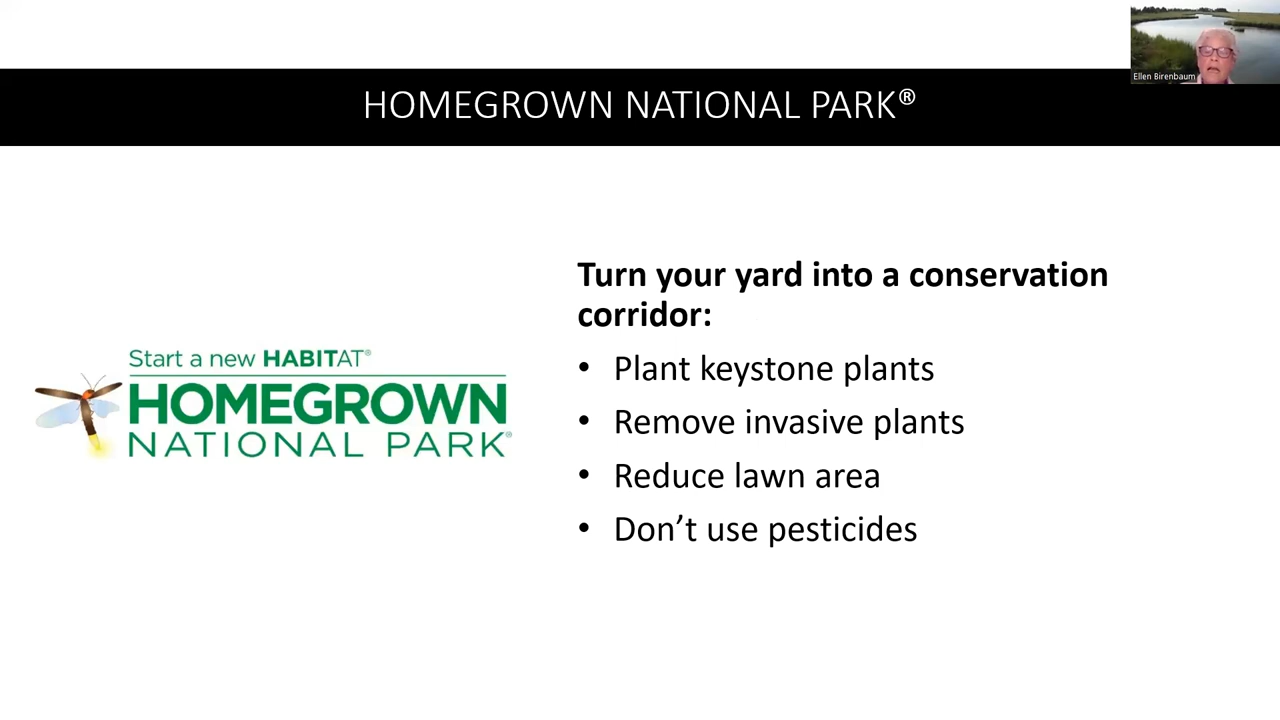 Ellen Birenbaum
HOMEGROWN NATIONAL PARK®
Turn your yard into a conservation
corridor:
• Plant keystone plants
• Remove invasive plants
• Reduce lawn area
• Don’t use pesticides
Start a new HABITAT®
HOMEGROWN
NATIONAL PARK®